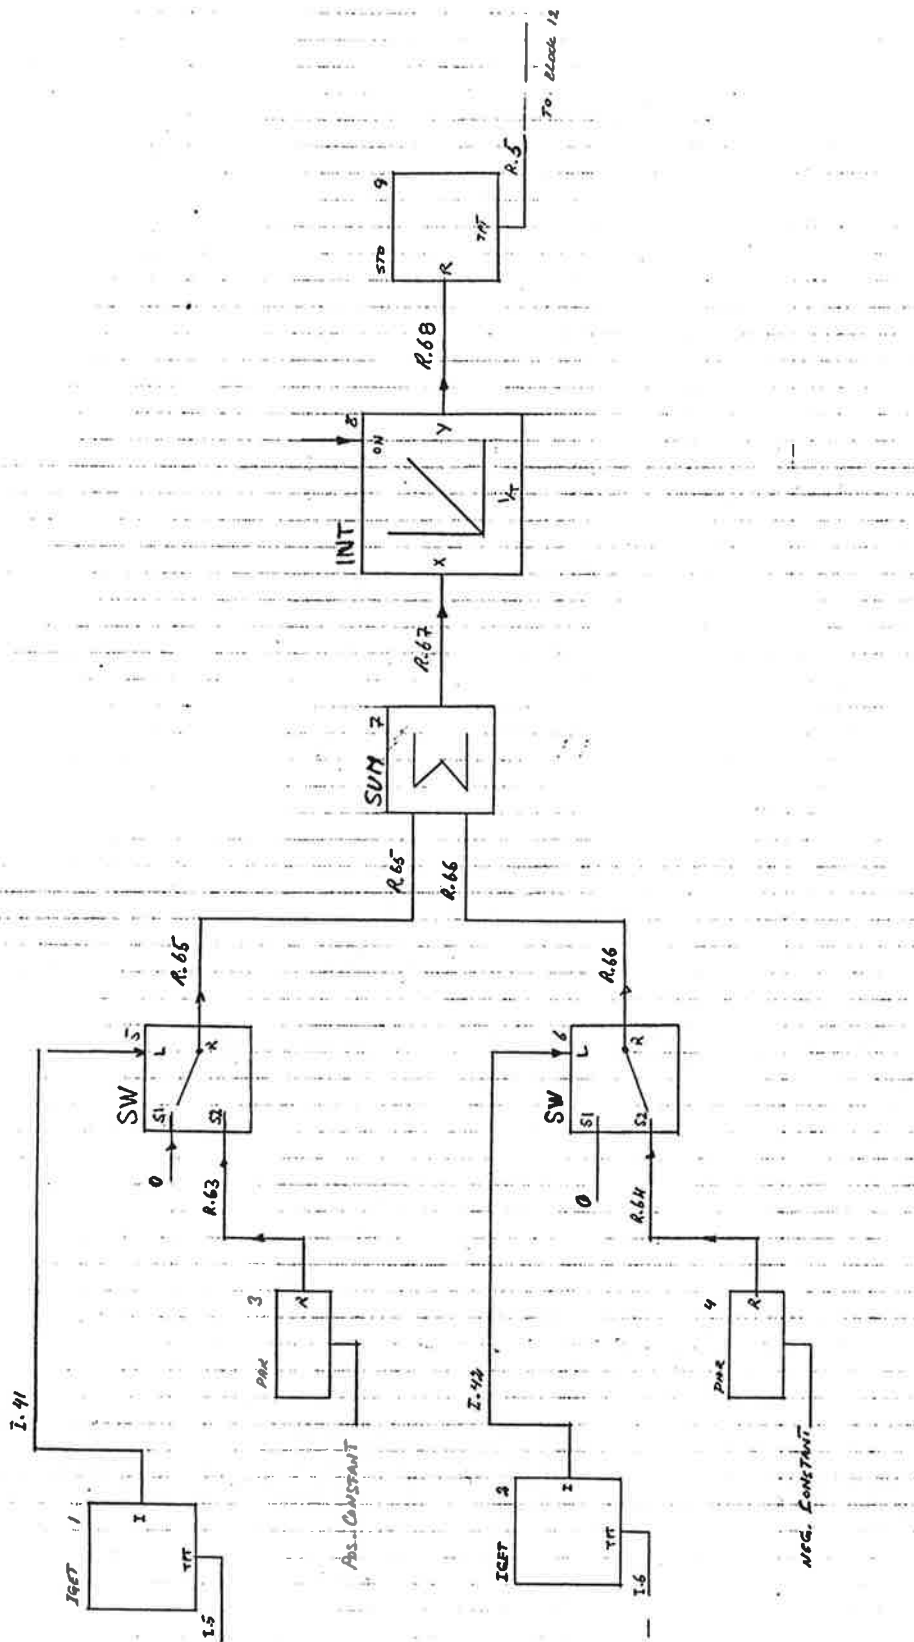 IGET 1
I
TPT
I.5
I.41
PAR 3
R
POS. CONSTANT
R.63
0
SW 5
S1
S2
L
R
R.65
R.65
IGET 2
I
TPT
I.6
I.42
PAR 4
R
NEG. CONSTANT
R.64
0
SW 6
S1
S2
L
R
R.66
R.66
SUM 7
Σ
R.67
INT 8
ON
X
Y
1/T
R.68
STO 9
R
TPT
R.5
TO. BLOCK 12